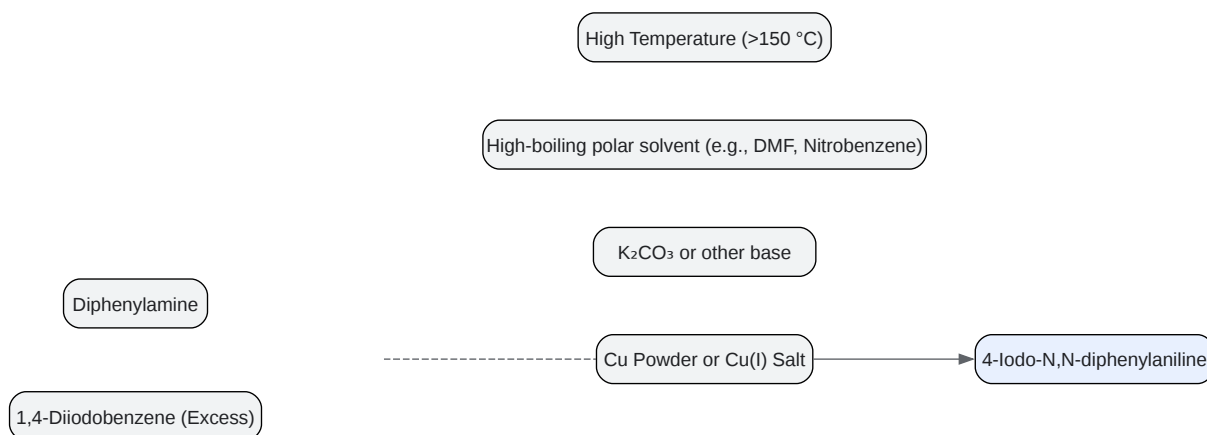 High Temperature (>150 °C)
High-boiling polar solvent (e.g., DMF, Nitrobenzene)
K₂CO₃ or other base
Diphenylamine
Cu Powder or Cu(I) Salt
4-Iodo-N,N-diphenylaniline
1,4-Diiodobenzene (Excess)